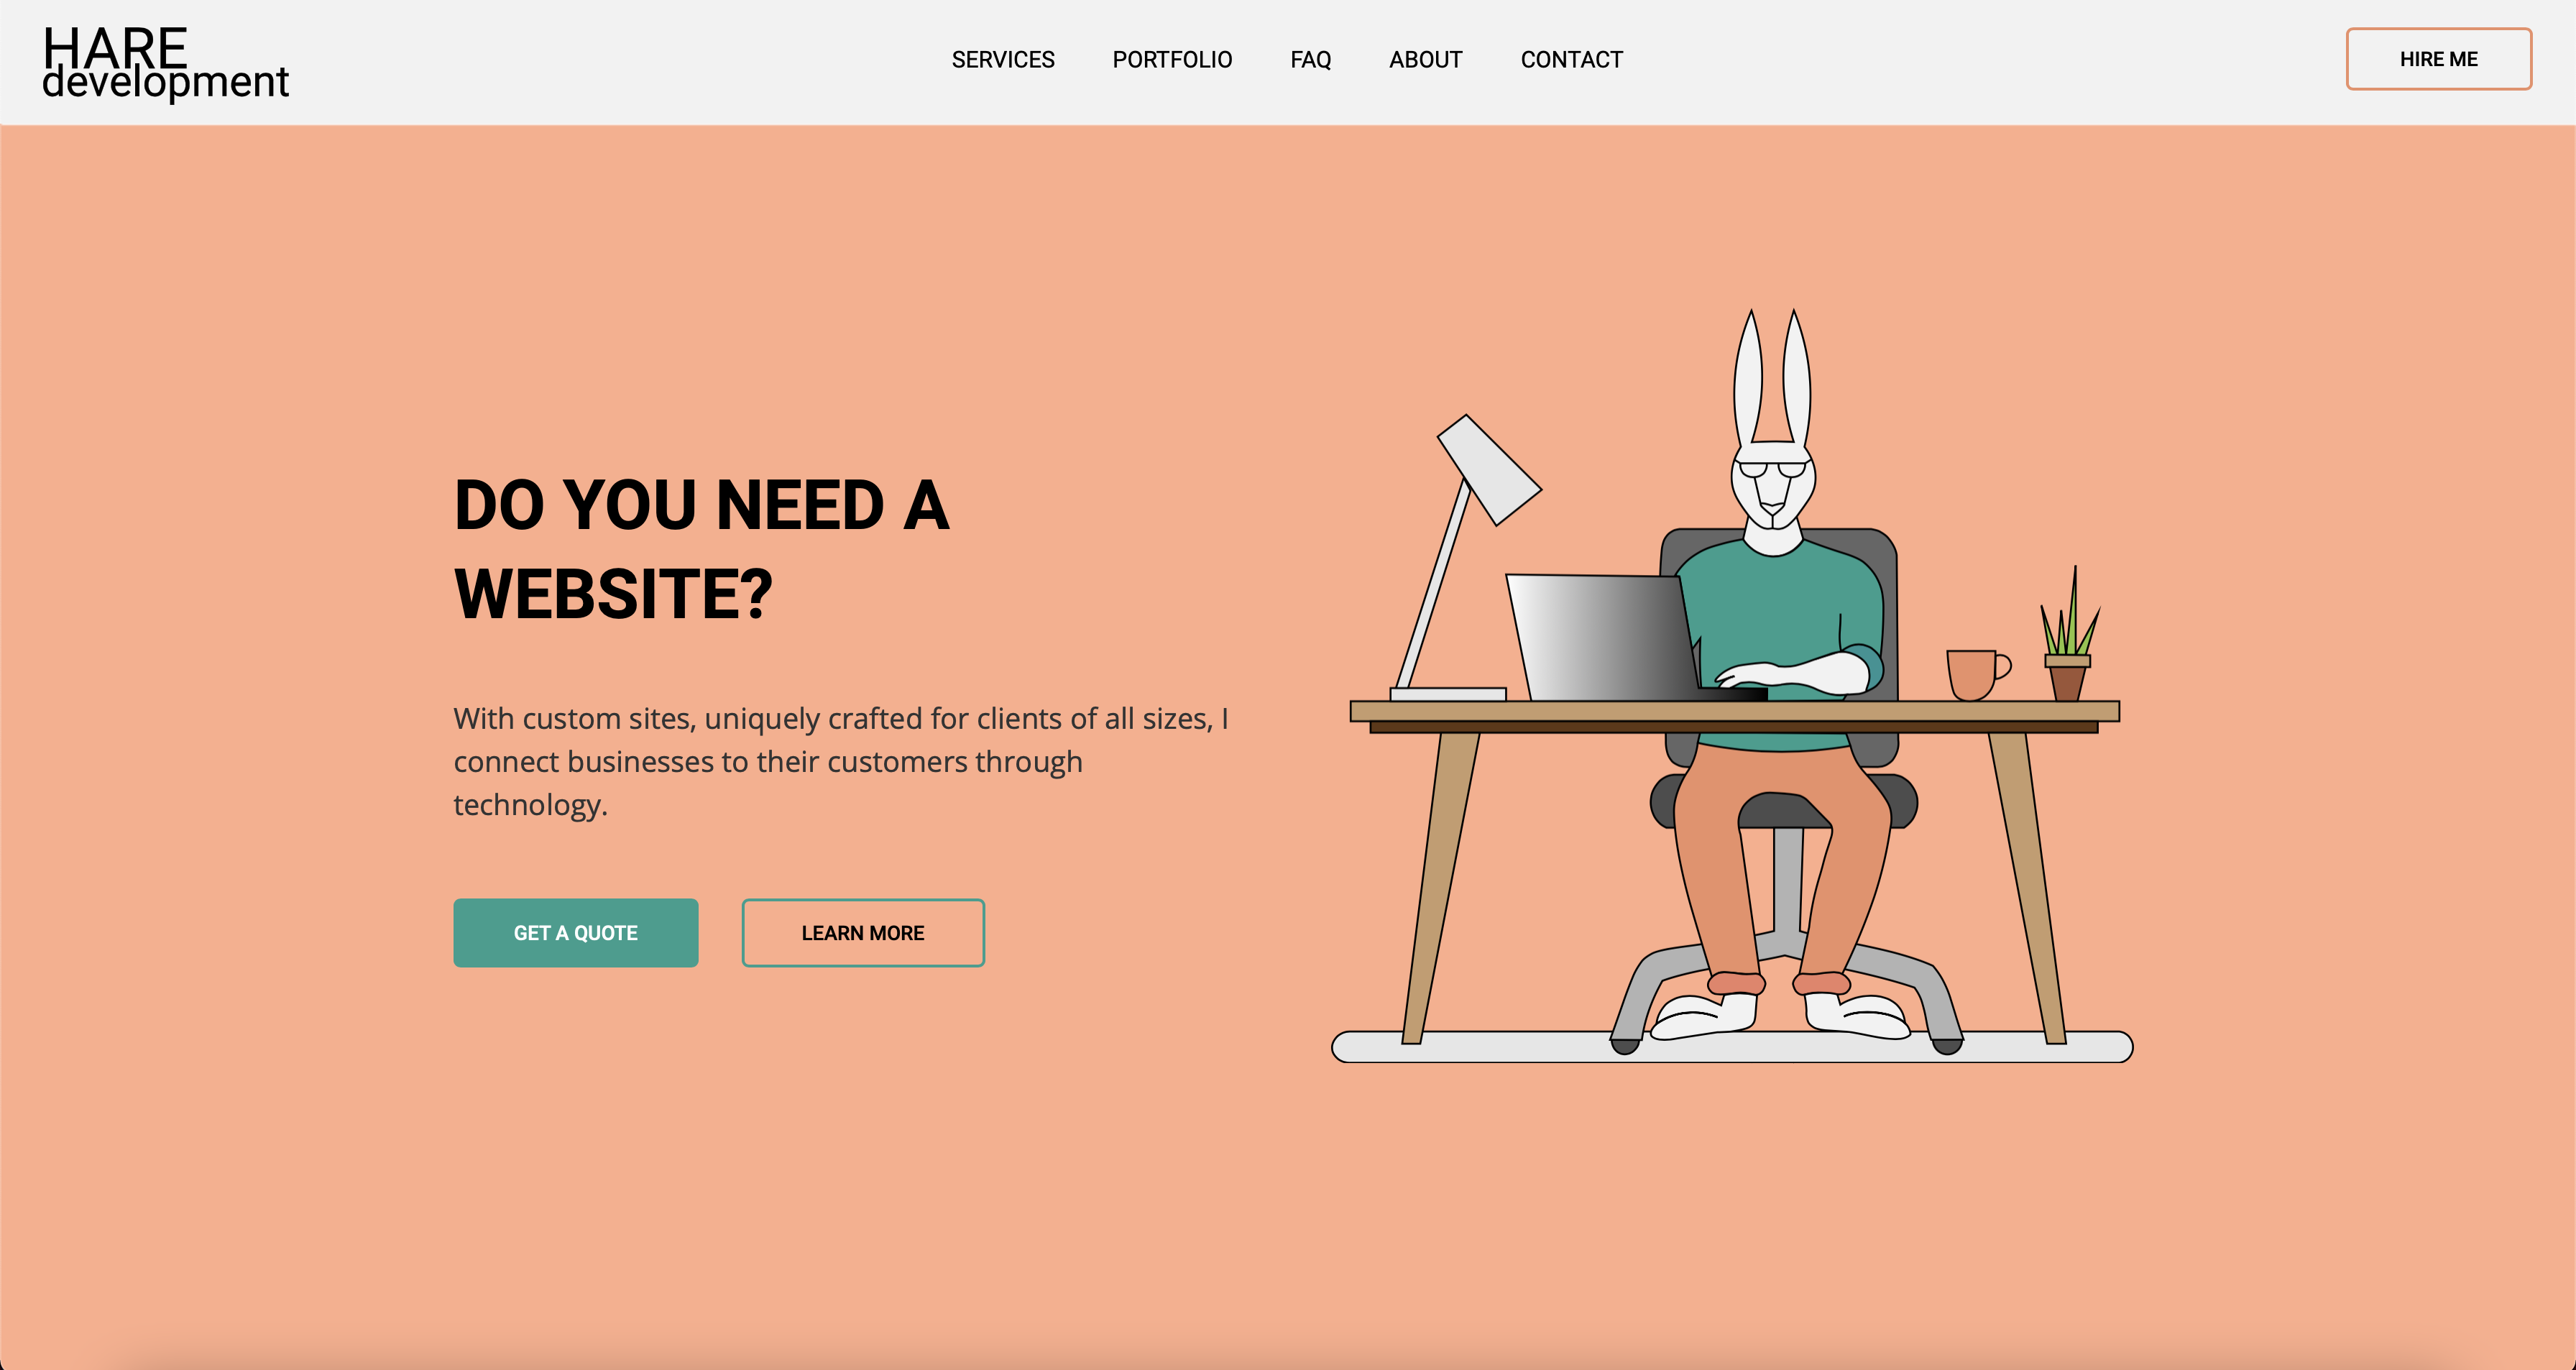 HARE
development
SERVICES PORTFOLIO FAQ ABOUT CONTACT
HIRE ME
DO YOU NEED A
WEBSITE?
With custom sites, uniquely crafted for clients of all sizes, I
connect businesses to their customers through
technology.
GET A QUOTE
LEARN MORE